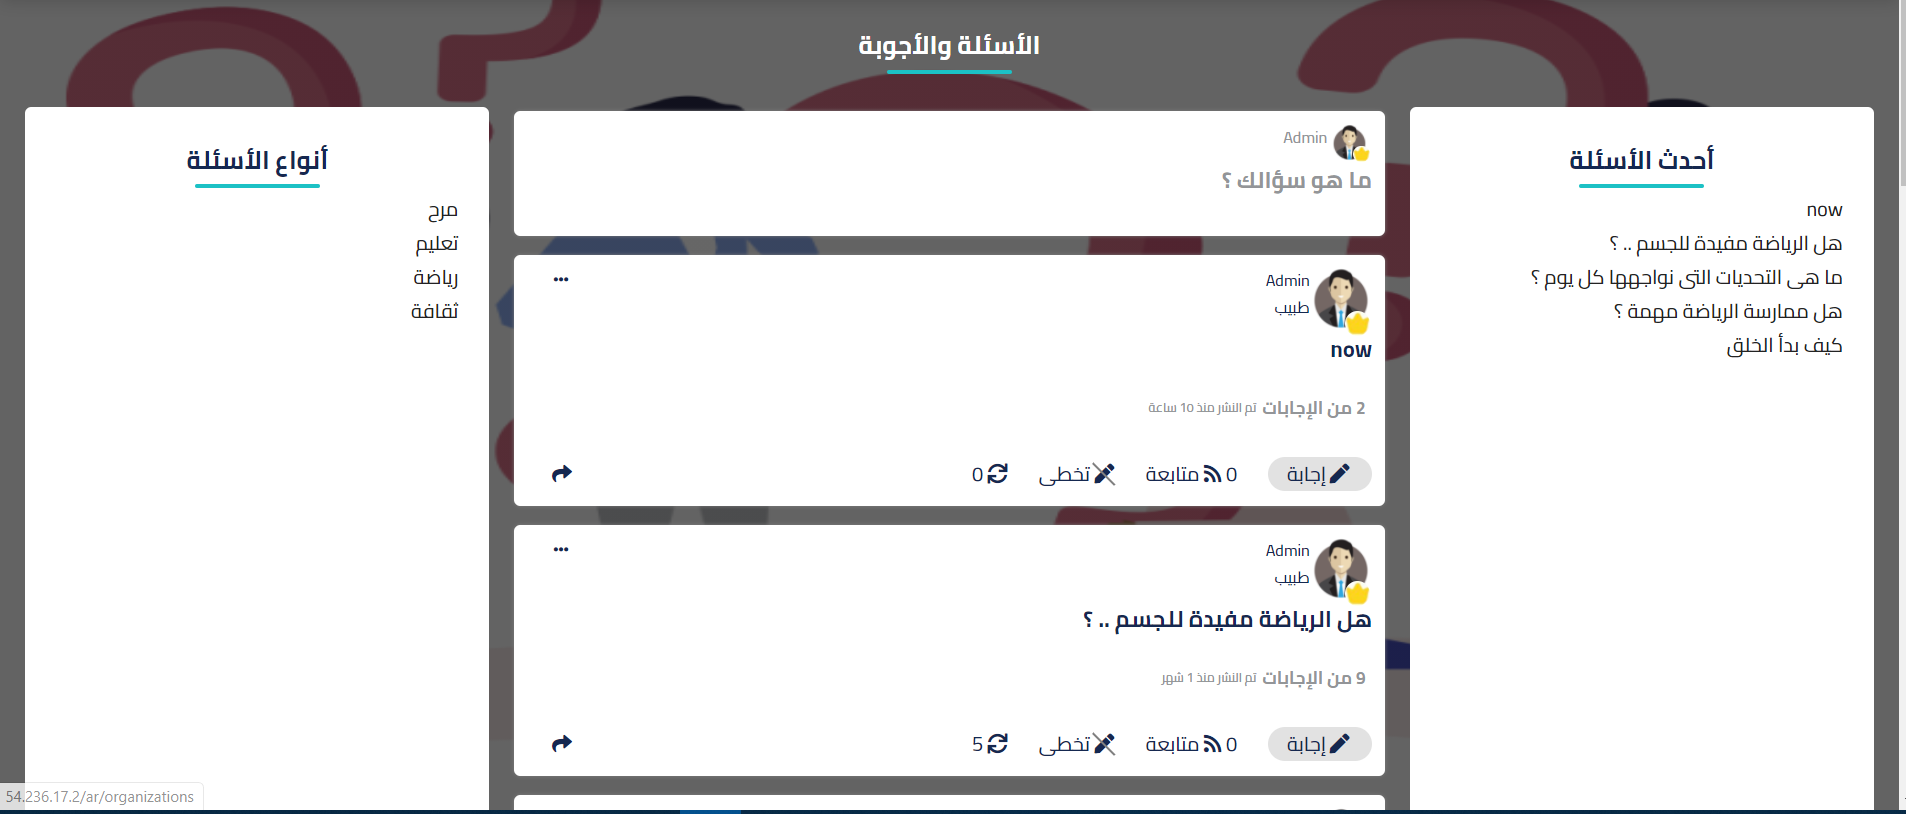 الأسئلة والأجوبة
أحدث الأسئلة
now
هل الرياضة مفيدة للجسم .. ؟
ما هى التحديات التى نواجهها كل يوم ؟
هل ممارسة الرياضة مهمة ؟
كيف بدأ الخلق
Admin
ما هو سؤالك ؟
Admin
طبيب
now
2 من الإجابات تم النشر منذ 10 ساعة
إجابة 0 متابعة تخطى 0
Admin
طبيب
هل الرياضة مفيدة للجسم .. ؟
9 من الإجابات تم النشر منذ 1 شهر
إجابة 0 متابعة تخطى 5
أنواع الأسئلة
مرح
تعليم
رياضة
ثقافة
54.236.17.2/ar/organizations